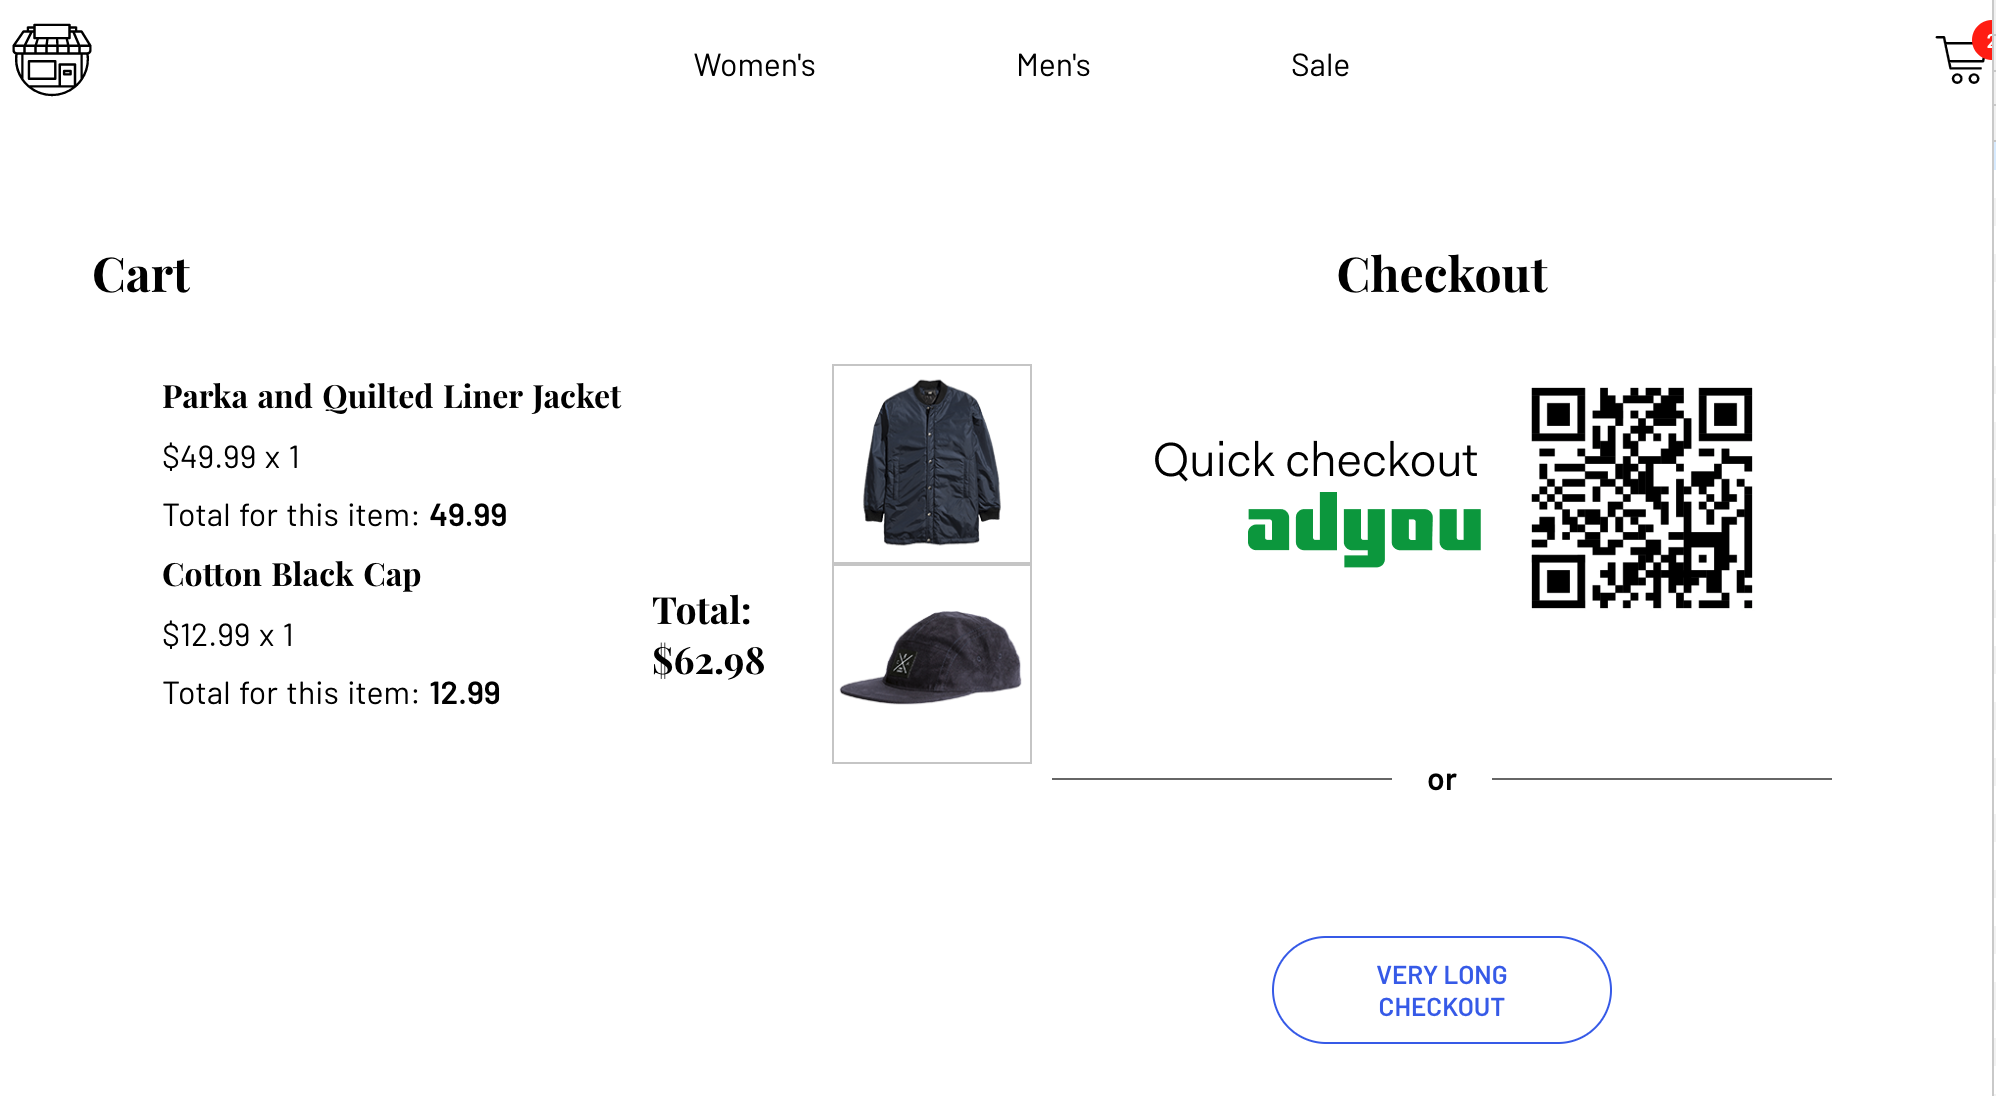 Women's
Men's
Sale
2
Cart
Parka and Quilted Liner Jacket
$49.99 x 1
Total for this item: 49.99
Cotton Black Cap
$12.99 x 1
Total for this item: 12.99
Total:
$62.98
Checkout
Quick checkout
adyou
or
VERY LONG
CHECKOUT